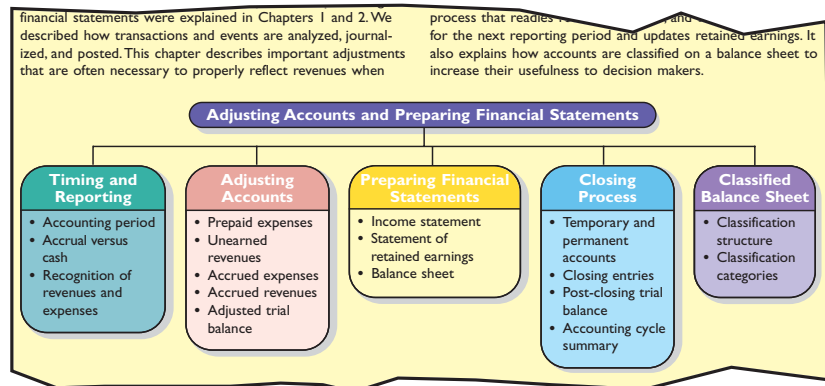 financial statements were explained in Chapters 1 and 2. We
described how transactions and events are analyzed, journal-
ized, and posted. This chapter describes important adjustments
that are often necessary to properly reflect revenues when
process that readies and
for the next reporting period and updates retained earnings. It
also explains how accounts are classified on a balance sheet to
increase their usefulness to decision makers.
Adjusting Accounts and Preparing Financial Statements
Timing and
Reporting
• Accounting period
• Accrual versus
cash
• Recognition of
revenues and
expenses
Adjusting
Accounts
• Prepaid expenses
• Unearned
revenues
• Accrued expenses
• Accrued revenues
• Adjusted trial
balance
Preparing Financial
Statements
• Income statement
• Statement of
retained earnings
• Balance sheet
Closing
Process
• Temporary and
permanent
accounts
• Closing entries
• Post-closing trial
balance
• Accounting cycle
summary
Classified
Balance Sheet
• Classification
structure
• Classification
categories